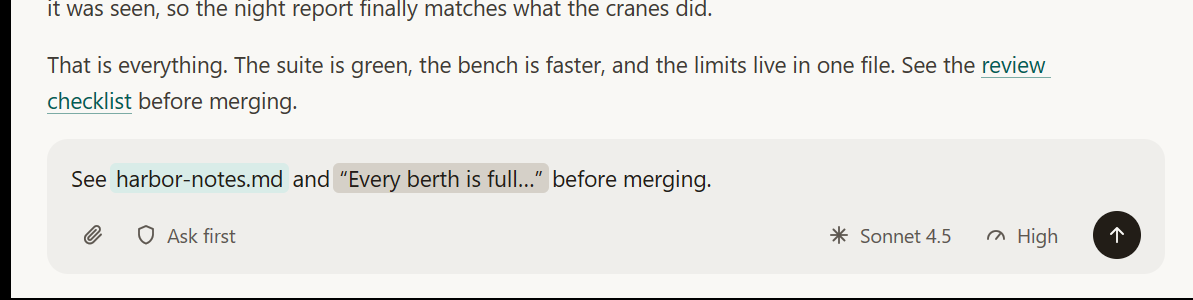 it was seen, so the night report finally matches what the cranes did.
That is everything. The suite is green, the bench is faster, and the limits live in one file. See the review
checklist before merging.
See harbor-notes.md and “Every berth is full…” before merging.
Ask first
Sonnet 4.5
High